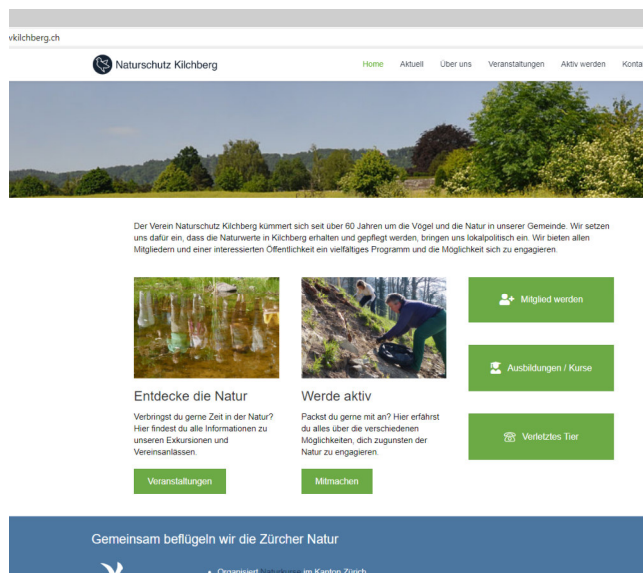 vkilchberg.ch
Naturschutz Kilchberg
Home Aktuell Über uns Veranstaltungen Aktiv werden Konta
Der Verein Naturschutz Kilchberg kümmert sich seit über 60 Jahren um die Vögel und die Natur in unserer Gemeinde. Wir setzen
uns dafür ein, dass die Naturwerte in Kilchberg erhalten und gepflegt werden, bringen uns lokalpolitisch ein. Wir bieten allen
Mitgliedern und einer interessierten Öffentlichkeit ein vielfältiges Programm und die Möglichkeit sich zu engagieren.
Entdecke die Natur
Verbringst du gerne Zeit in der Natur?
Hier findest du alle Informationen zu
unseren Exkursionen und
Vereinsanlässen.
Veranstaltungen
Werde aktiv
Packst du gerne mit an? Hier erfährst
du alles über die verschiedenen
Möglichkeiten, dich zugunsten der
Natur zu engagieren.
Mitmachen
Mitglied werden
Ausbildungen / Kurse
Verletztes Tier
Gemeinsam beflügeln wir die Zürcher Natur
Organisiert Naturkurse im Kanton Zürich